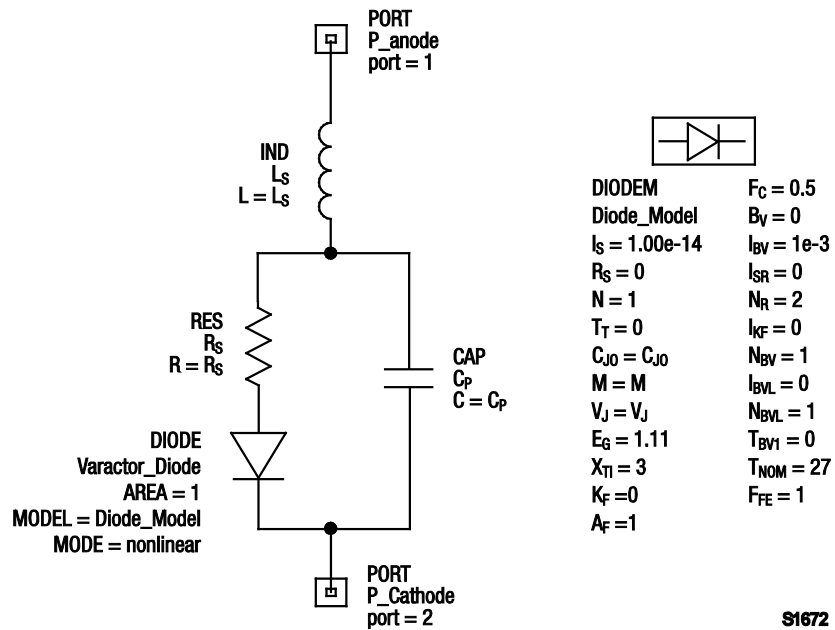 PORT
P_anode
port = 1
IND
LS
L = LS
RES
RS
R = RS
CAP
CP
C = CP
DIODE
Varactor_Diode
AREA = 1
MODEL = Diode_Model
MODE = nonlinear
PORT
P_Cathode
port = 2
DIODEM
Diode_Model
IS = 1.00e-14
RS = 0
N = 1
TT = 0
CJO = CJO
M = M
VJ = VJ
EG = 1.11
XTI = 3
KF =0
AF =1
FC = 0.5
BV = 0
IBV = 1e-3
ISR = 0
NR = 2
IKF = 0
NBV = 1
IBVL = 0
NBVL = 1
TBV1 = 0
TNOM = 27
FFE = 1
S1672